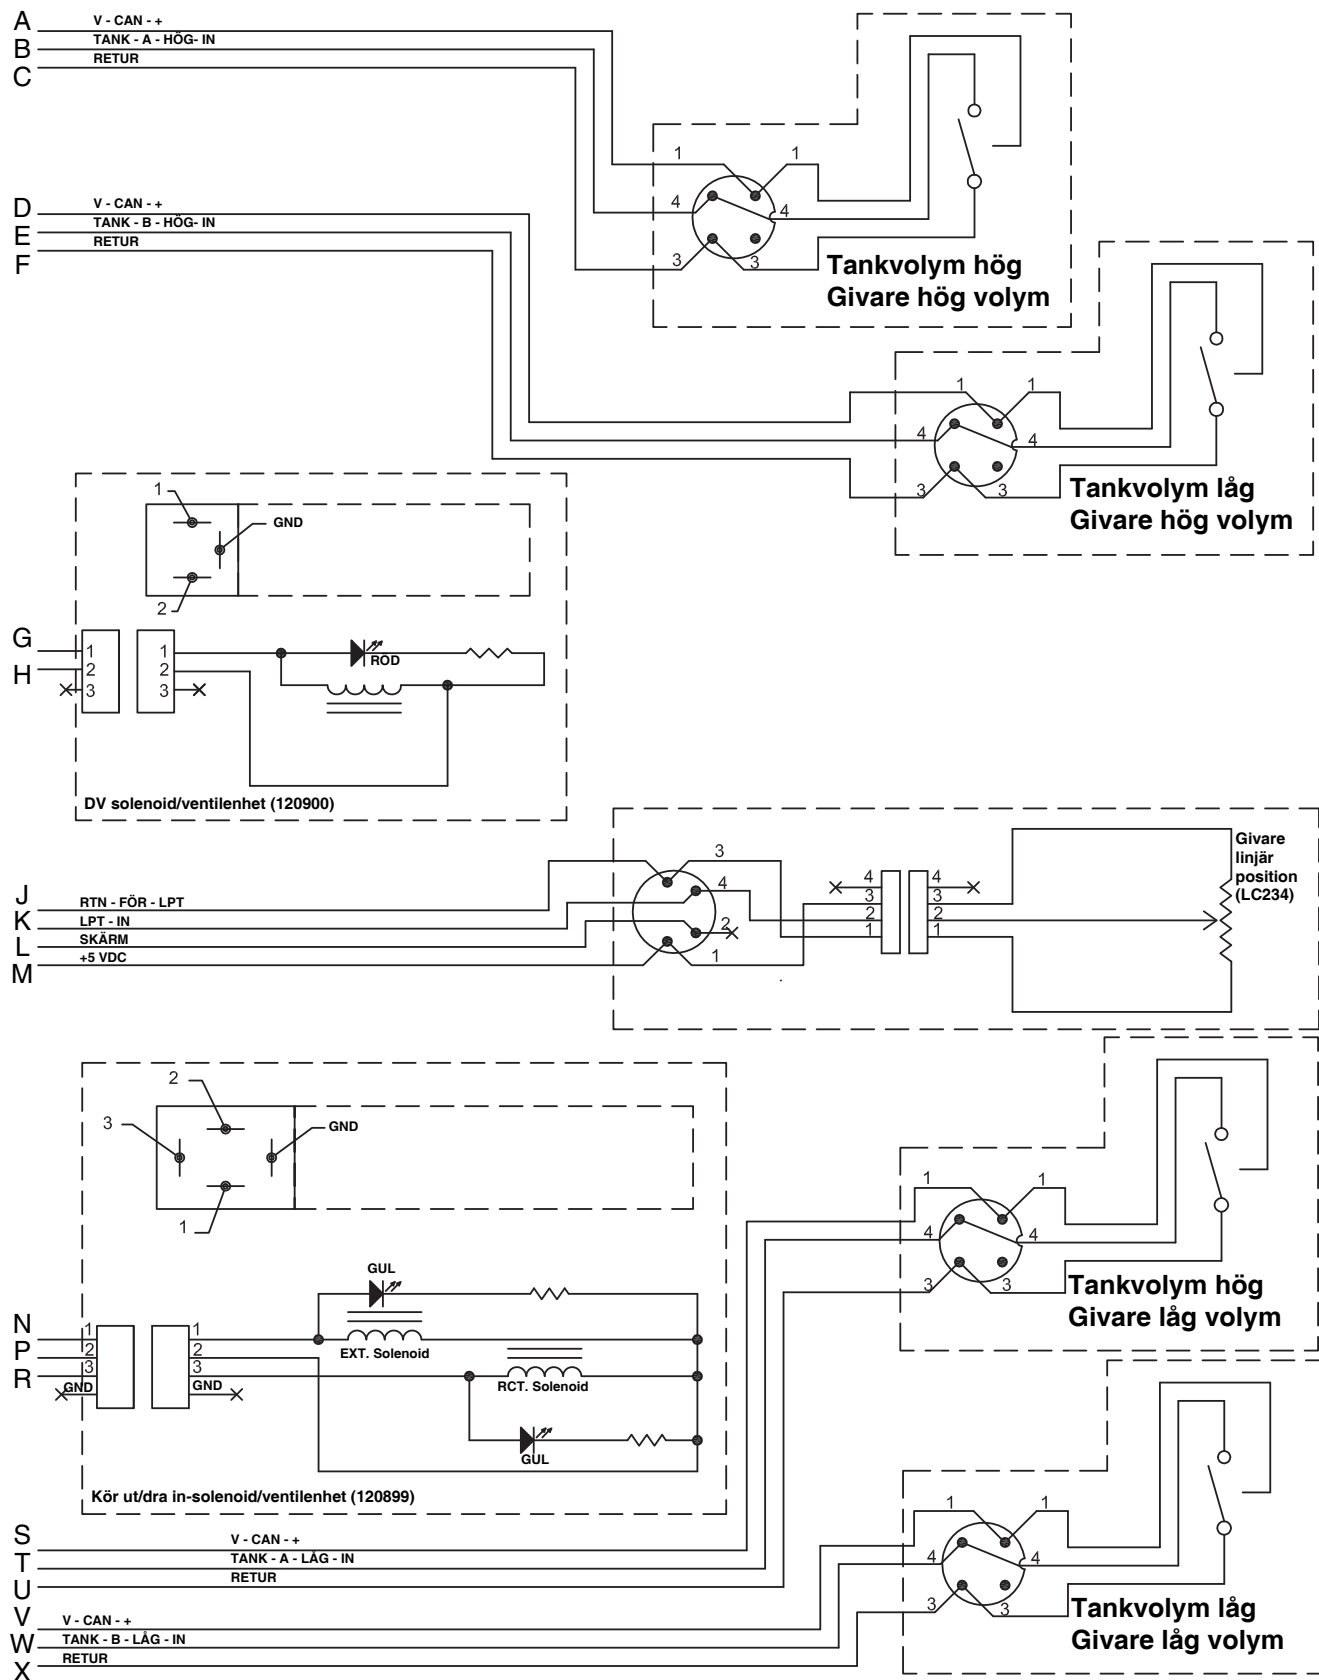 A
V - CAN - +
B
TANK - A - HÖG- IN
C
RETUR
1
1
4
4
3
3
Tankvolym hög
Givare hög volym
D
V - CAN - +
E
TANK - B - HÖG- IN
F
RETUR
1
1
4
4
3
3
Tankvolym låg
Givare hög volym
1
GND
2
G
H
1
2
3
1
2
3
RÖD
DV solenoid/ventilenhet (120900)
J
RTN - FÖR - LPT
K
LPT - IN
L
SKÄRM
M
+5 VDC
3
4
2
1
4
3
2
1
4
3
2
1
Givare
linjär
position
(LC234)
2
3
GND
1
N
P
R
1
2
3
GND
1
2
3
GND
GUL
EXT. Solenoid
RCT. Solenoid
GUL
Kör ut/dra in-solenoid/ventilenhet (120899)
1
1
4
4
3
3
Tankvolym hög
Givare låg volym
S
V - CAN - +
T
TANK - A - LÅG - IN
U
RETUR
V
V - CAN - +
W
TANK - B - LÅG - IN
X
RETUR
1
1
4
4
3
3
Tankvolym låg
Givare låg volym